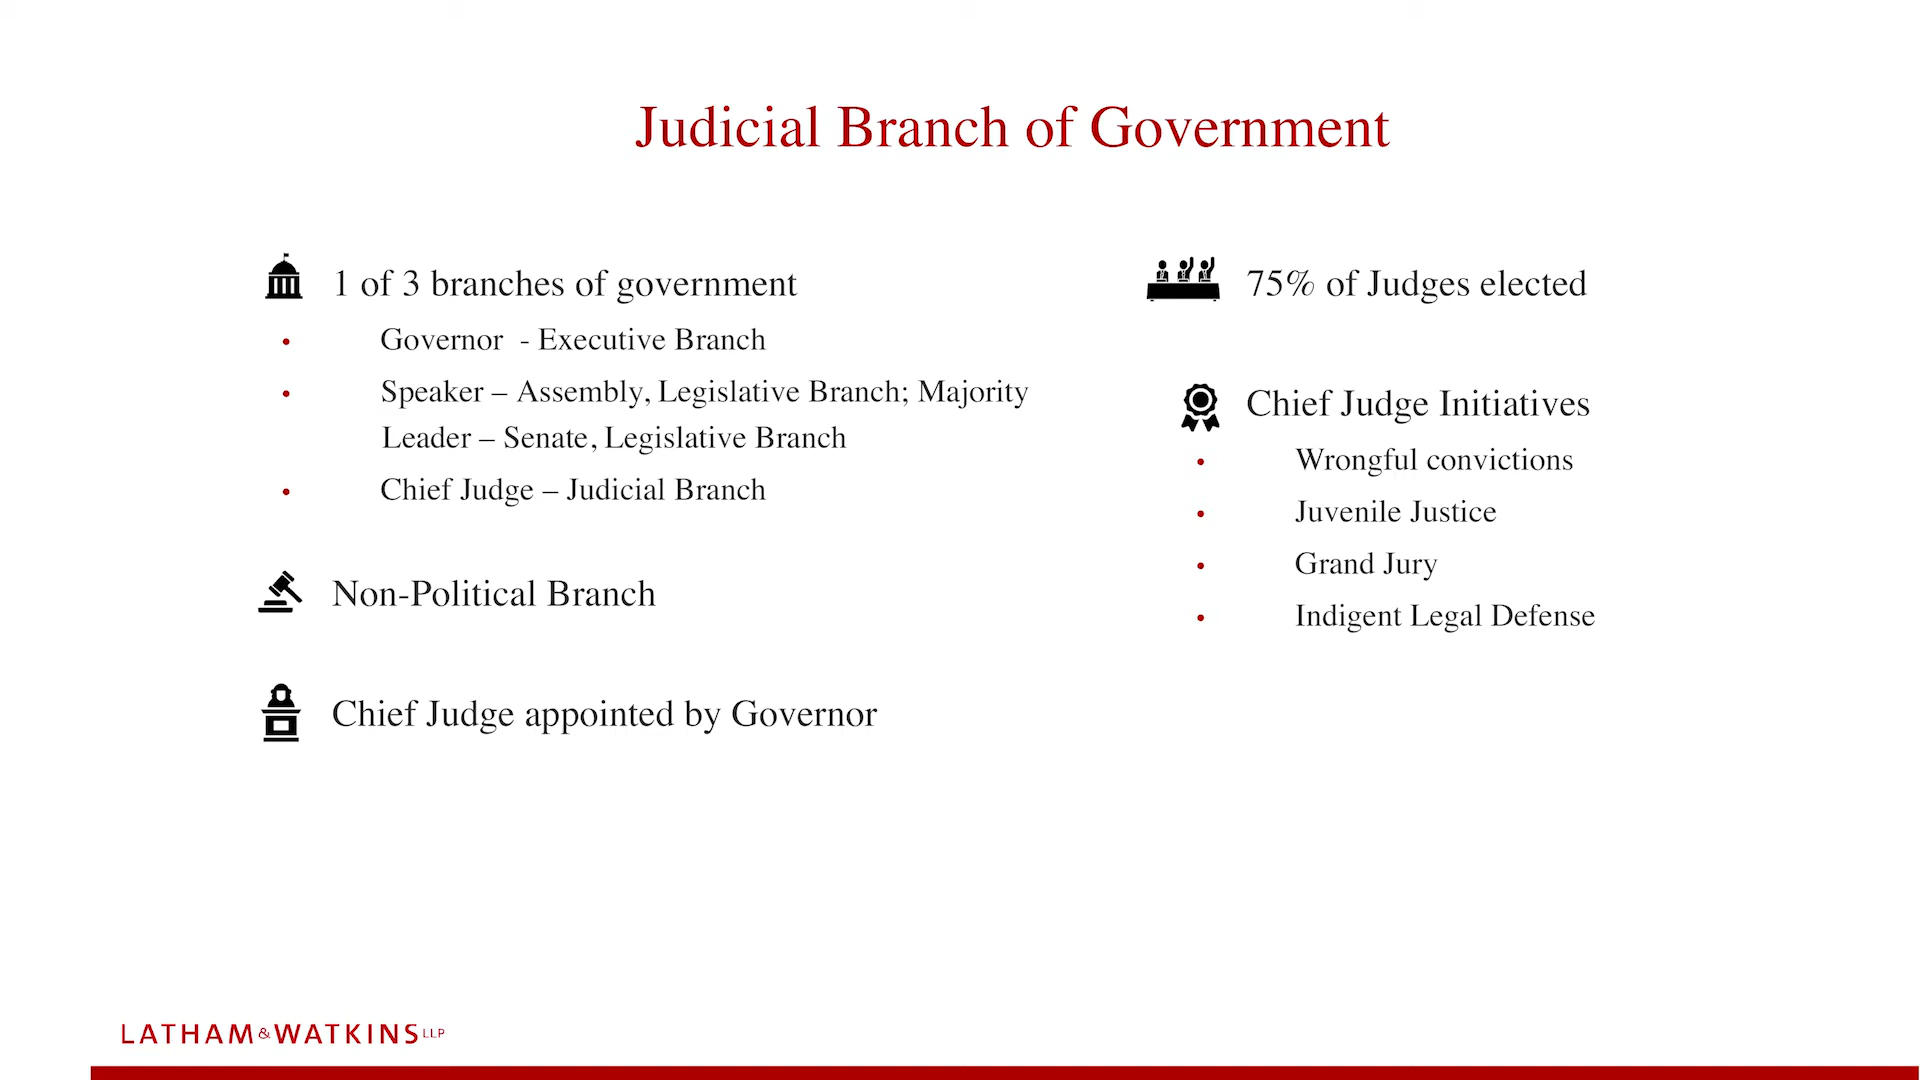 Judicial Branch of Government
1 of 3 branches of government
• Governor - Executive Branch
• Speaker – Assembly, Legislative Branch; Majority
Leader – Senate, Legislative Branch
• Chief Judge – Judicial Branch
Non-Political Branch
Chief Judge appointed by Governor
75% of Judges elected
Chief Judge Initiatives
• Wrongful convictions
• Juvenile Justice
• Grand Jury
• Indigent Legal Defense
LATHAM&WATKINS LLP